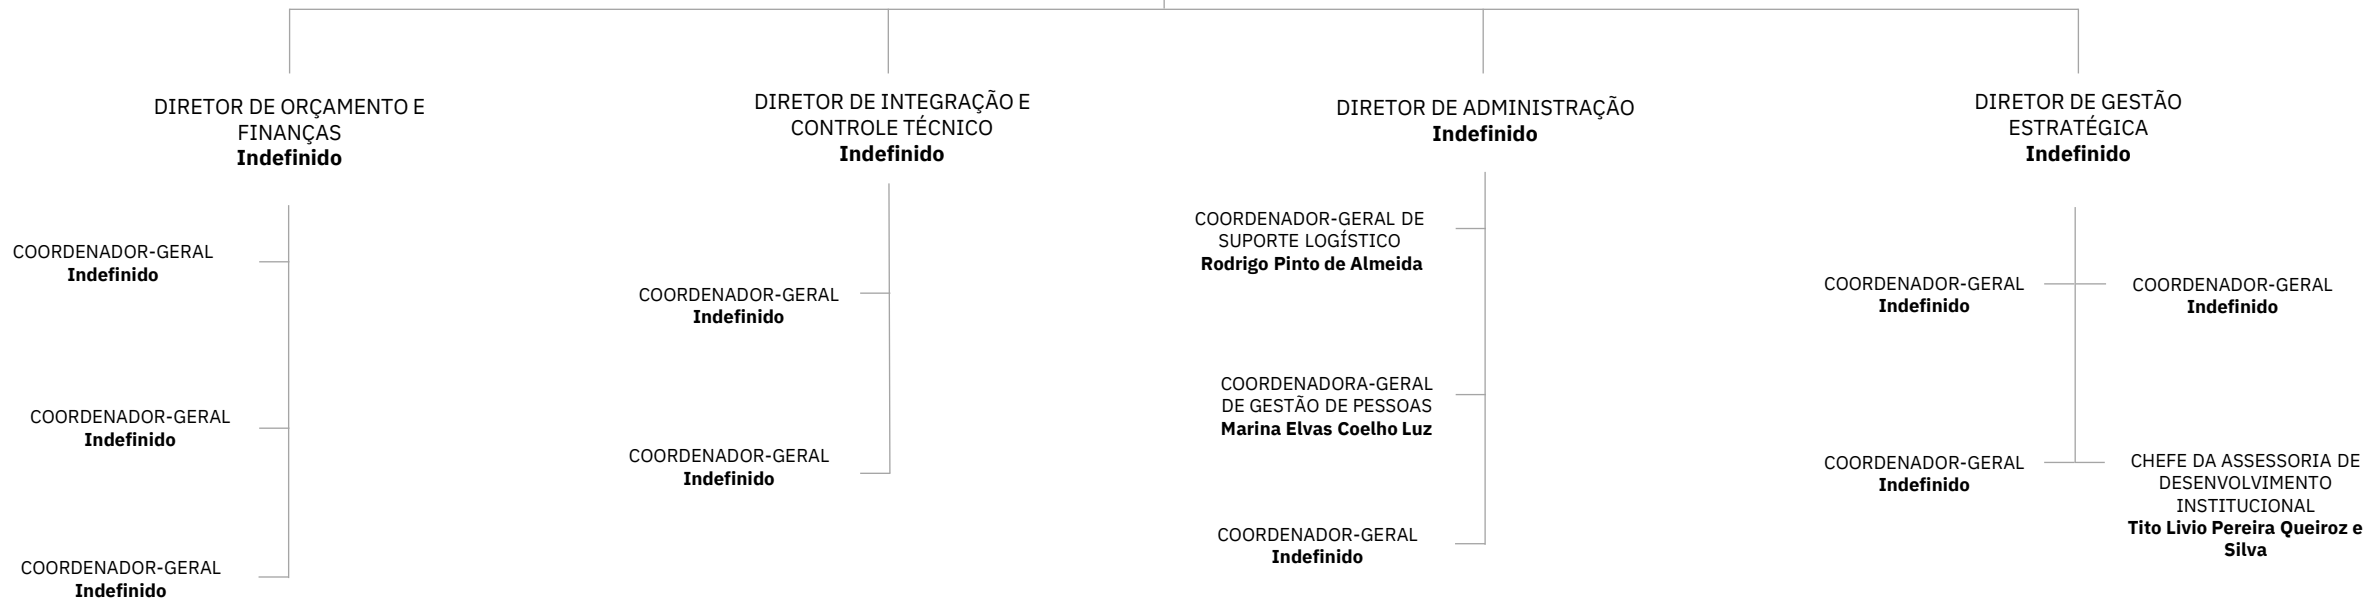 DIRETOR DE ORÇAMENTO E
FINANÇAS
Indefinido
COORDENADOR-GERAL
Indefinido
COORDENADOR-GERAL
Indefinido
COORDENADOR-GERAL
Indefinido
DIRETOR DE INTEGRAÇÃO E
CONTROLE TÉCNICO
Indefinido
COORDENADOR-GERAL
Indefinido
COORDENADOR-GERAL
Indefinido
DIRETOR DE ADMINISTRAÇÃO
Indefinido
COORDENADOR-GERAL DE
SUPORTE LOGÍSTICO
Rodrigo Pinto de Almeida
COORDENADORA-GERAL
DE GESTÃO DE PESSOAS
Marina Elvas Coelho Luz
COORDENADOR-GERAL
Indefinido
DIRETOR DE GESTÃO
ESTRATÉGICA
Indefinido
COORDENADOR-GERAL
Indefinido
COORDENADOR-GERAL
Indefinido
COORDENADOR-GERAL
Indefinido
CHEFE DA ASSESSORIA DE
DESENVOLVIMENTO
INSTITUCIONAL
Tito Livio Pereira Queiroz e
Silva